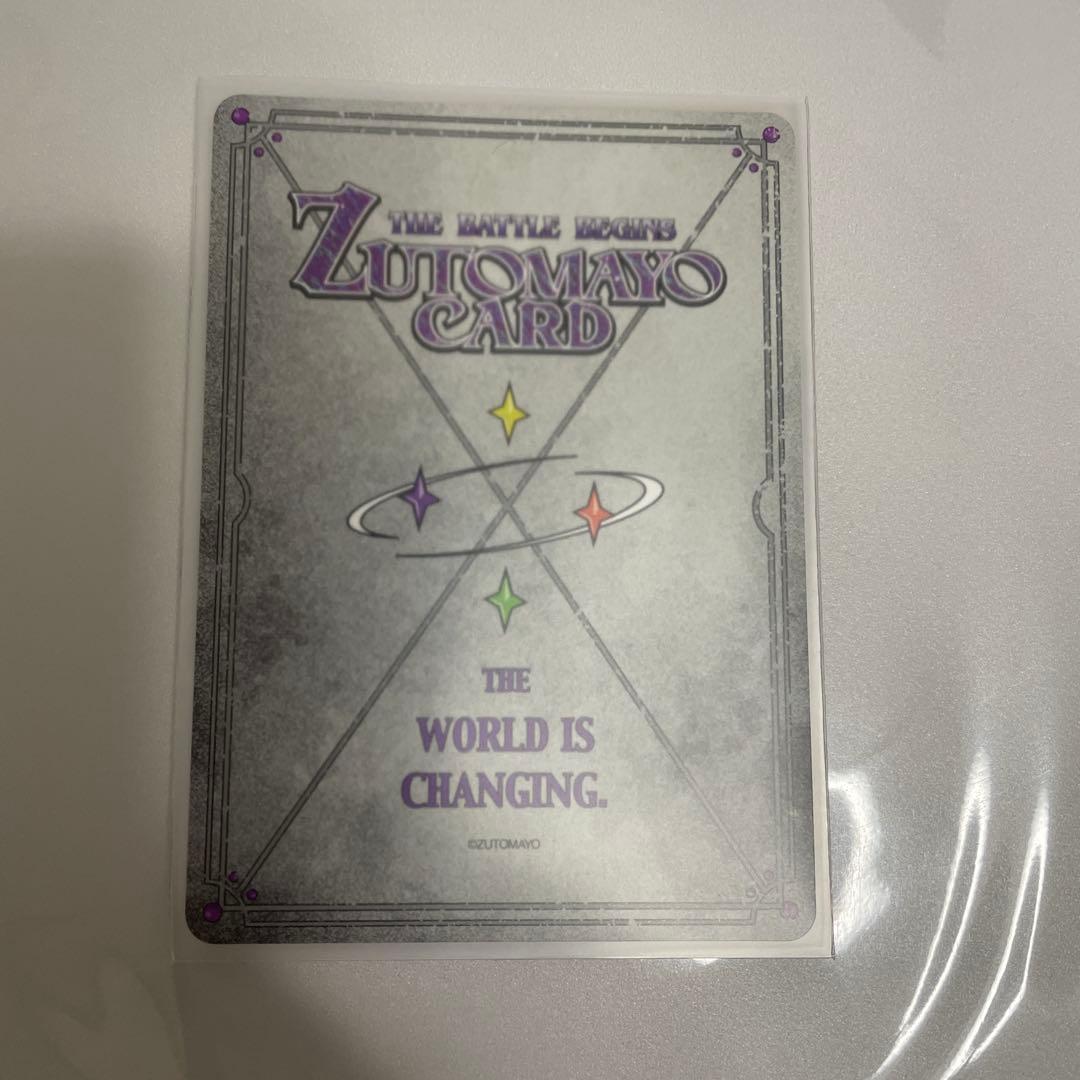 THE BATTLE BEGINS
ZUTOMAYO
CARD
THE
WORLD IS
CHANGING.
©ZUTOMAYO